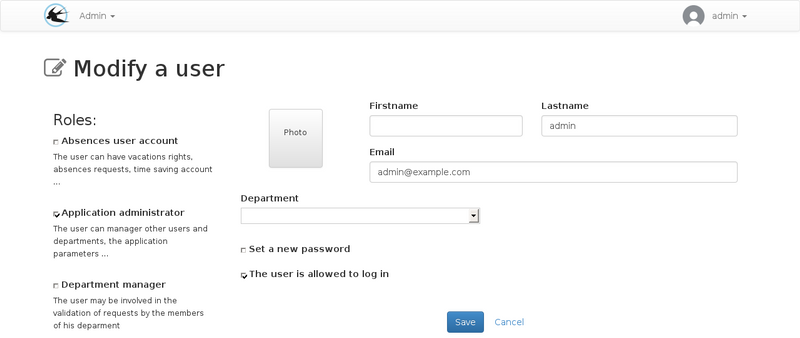 Admin
admin
Modify a user
Roles:
Absences user account
The user can have vacations rights,
absences requests, time saving account
...
Application administrator
The user can manager other users and
departments, the application
parameters ...
Department manager
The user may be involved in the
validation of requests by the members
of his deparment
Photo
Firstname
Lastname
admin
Email
admin@example.com
Department
Set a new password
The user is allowed to log in
Save
Cancel